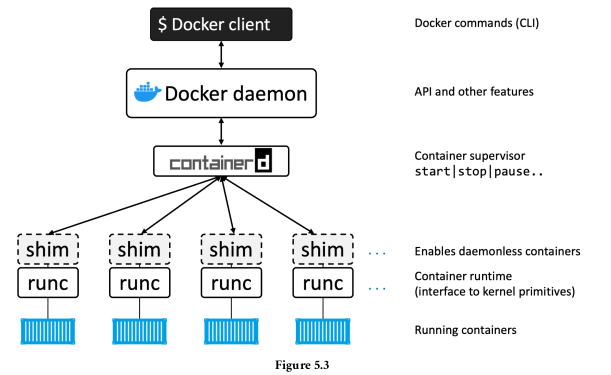 $ Docker client
Docker commands (CLI)
Docker daemon
API and other features
containerd
Container supervisor
start|stop|pause..
shim
shim
shim
shim
...
Enables daemonless containers
runc
runc
runc
runc
...
Container runtime
(interface to kernel primitives)
Running containers
Figure 5.3